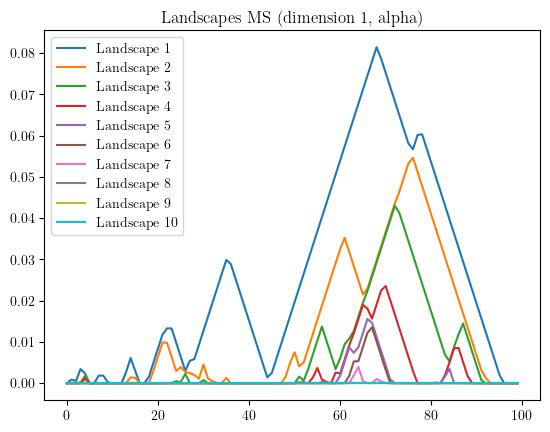 Landscapes MS (dimension 1, alpha)
Landscape 1
Landscape 2
Landscape 3
Landscape 4
Landscape 5
Landscape 6
Landscape 7
Landscape 8
Landscape 9
Landscape 10
0.08
0.07
0.06
0.05
0.04
0.03
0.02
0.01
0.00
0 20 40 60 80 100